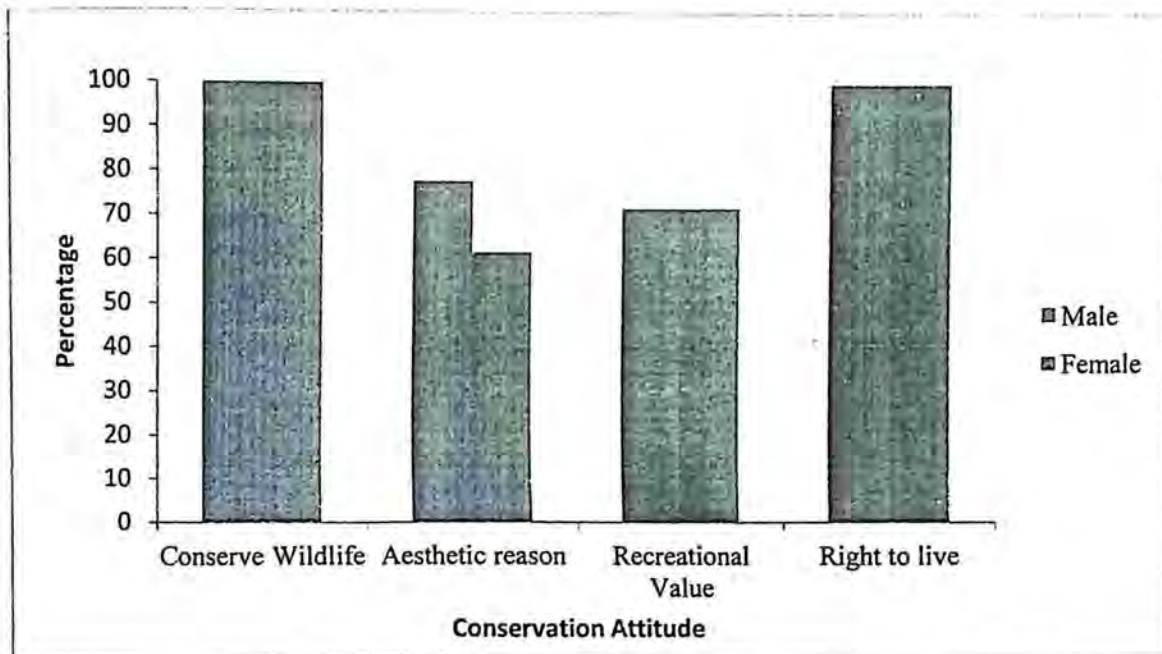 100
90
80
70
60
50
40
30
20
10
0
Percentage
Conserve Wildlife
Aesthetic reason
Recreational
Value
Right to live
Conservation Attitude
Male
Female